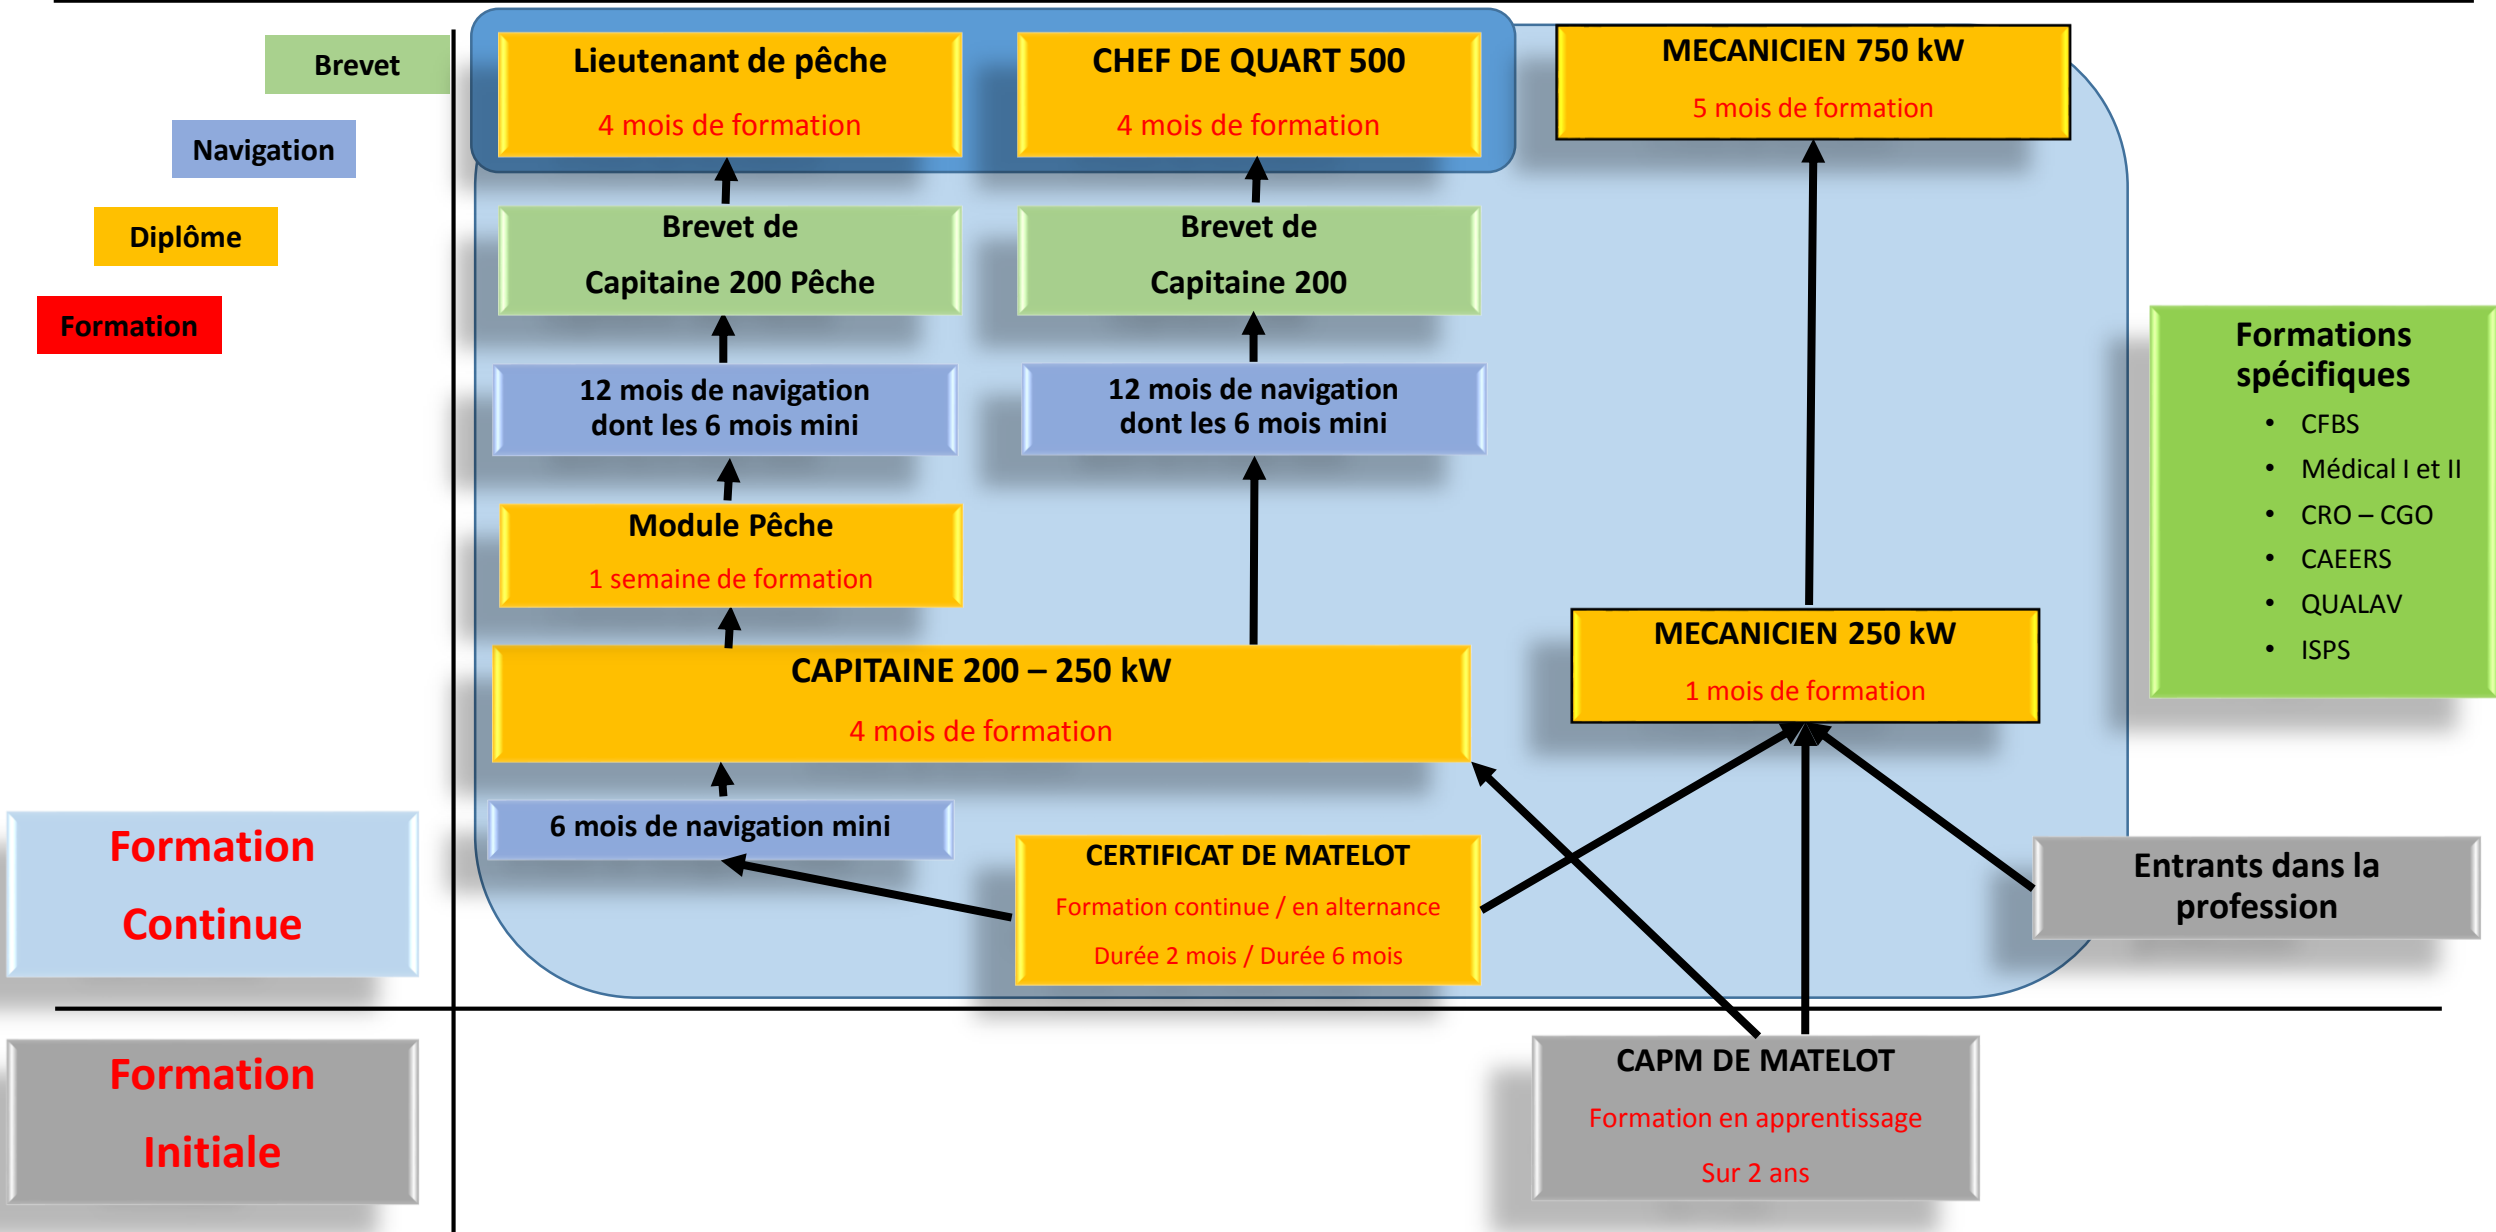 Brevet
Navigation
Diplôme
Formation
Lieutenant de pêche
4 mois de formation
CHEF DE QUART 500
4 mois de formation
MECANICIEN 750 kW
5 mois de formation
Brevet de
Capitaine 200 Pêche
Brevet de
Capitaine 200
12 mois de navigation
dont les 6 mois mini
12 mois de navigation
dont les 6 mois mini
Formations
spécifiques
• CFBS
• Médical I et II
• CRO – CGO
• CAEERS
• QUALAV
• ISPS
Module Pêche
1 semaine de formation
MECANICIEN 250 kW
1 mois de formation
CAPITAINE 200 – 250 kW
4 mois de formation
6 mois de navigation mini
CERTIFICAT DE MATELOT
Formation continue / en alternance
Durée 2 mois / Durée 6 mois
Entrants dans la
profession
Formation
Continue
Formation
Initiale
CAPM DE MATELOT
Formation en apprentissage
Sur 2 ans